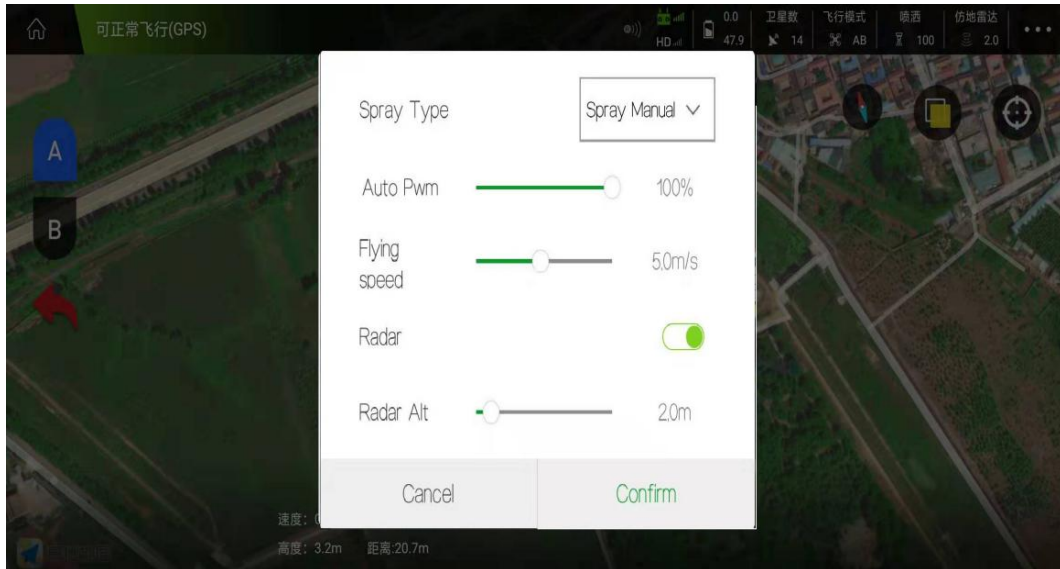 可正常飞行(GPS)
HD
0.0
47.9
卫星数
14
飞行模式
AB
喷洒
100
仿地雷达
2.0
A
B
Spray Type
Spray Manual
Auto Pwm
100%
Flying
speed
5.0m/s
Radar
Radar Alt
2.0m
Cancel
Confirm
速度：
高度：3.2m 距离:20.7m